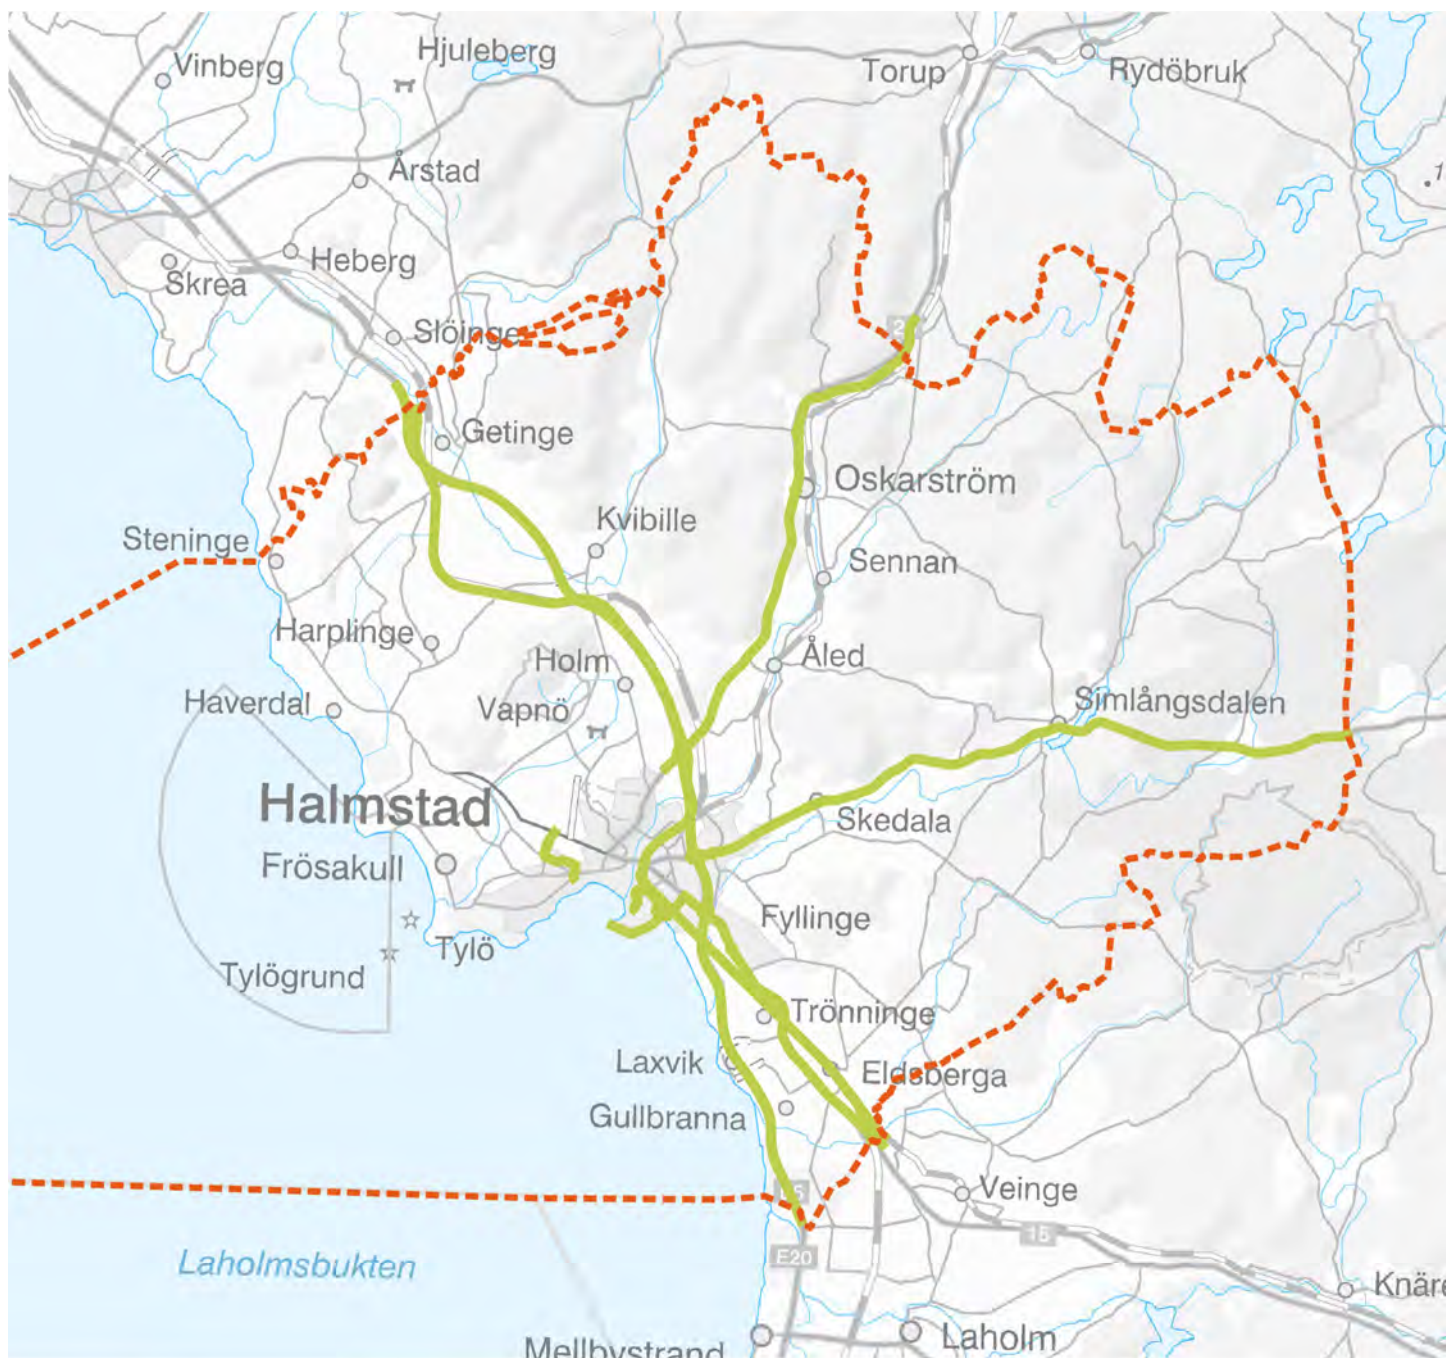 Hjuleberg
Vinberg
Torup
Rydöbruk
Årstad
Heberg
Skrea
Slöinge
2
Getinge
Oskarström
Kvibille
Steninge
Sennan
Harplinge
Holm
Åled
Haverdal
Vapnö
Simlångsdalen
Halmstad
Skedala
Frösakull
Fyllinge
Tylö
Tylögrund
Trönninge
Laxvik
Eldsberga
Gullbranna
Veinge
15
Laholmsbukten
E20
Knäre
Laholm
Mellbystrand